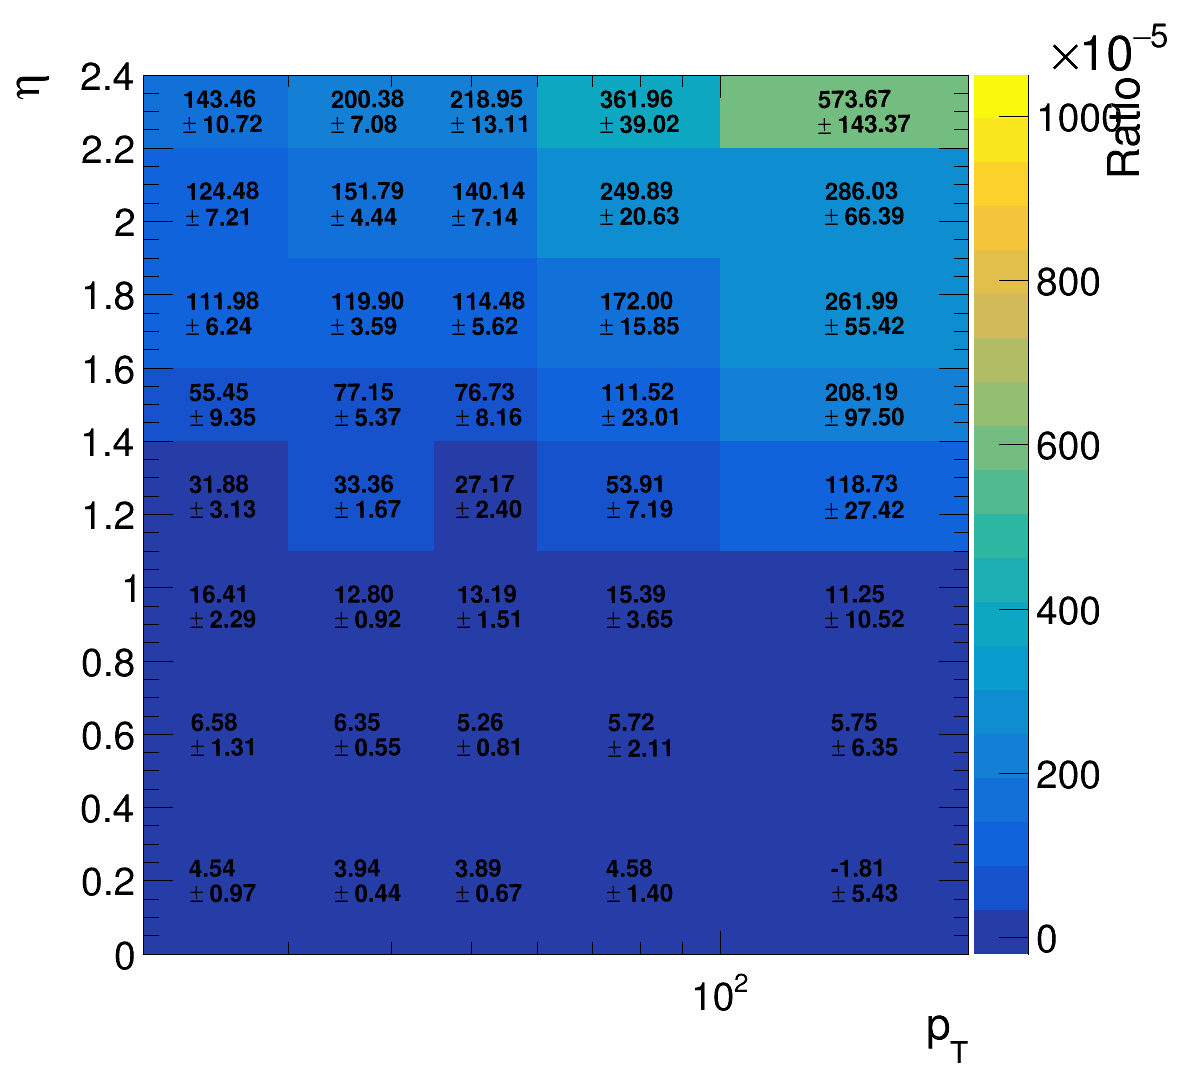 ×10⁻⁵
η
Ratio
2.4
143.46 200.38 218.95 361.96 573.67
± 10.72 ± 7.08 ± 13.11 ± 39.02 ± 143.37
1000
2.2
124.48 151.79 140.14 249.89 286.03
± 7.21 ± 4.44 ± 7.14 ± 20.63 ± 66.39
2
1.8
800
111.98 119.90 114.48 172.00 261.99
± 6.24 ± 3.59 ± 5.62 ± 15.85 ± 55.42
1.6
55.45 77.15 76.73 111.52 208.19
± 9.35 ± 5.37 ± 8.16 ± 23.01 ± 97.50
1.4
600
31.88 33.36 27.17 53.91 118.73
± 3.13 ± 1.67 ± 2.40 ± 7.19 ± 27.42
1.2
1
16.41 12.80 13.19 15.39 11.25
± 2.29 ± 0.92 ± 1.51 ± 3.65 ± 10.52
400
0.8
6.58 6.35 5.26 5.72 5.75
± 1.31 ± 0.55 ± 0.81 ± 2.11 ± 6.35
0.6
200
0.4
4.54 3.94 3.89 4.58 -1.81
± 0.97 ± 0.44 ± 0.67 ± 1.40 ± 5.43
0.2
0
0
10²
p_T